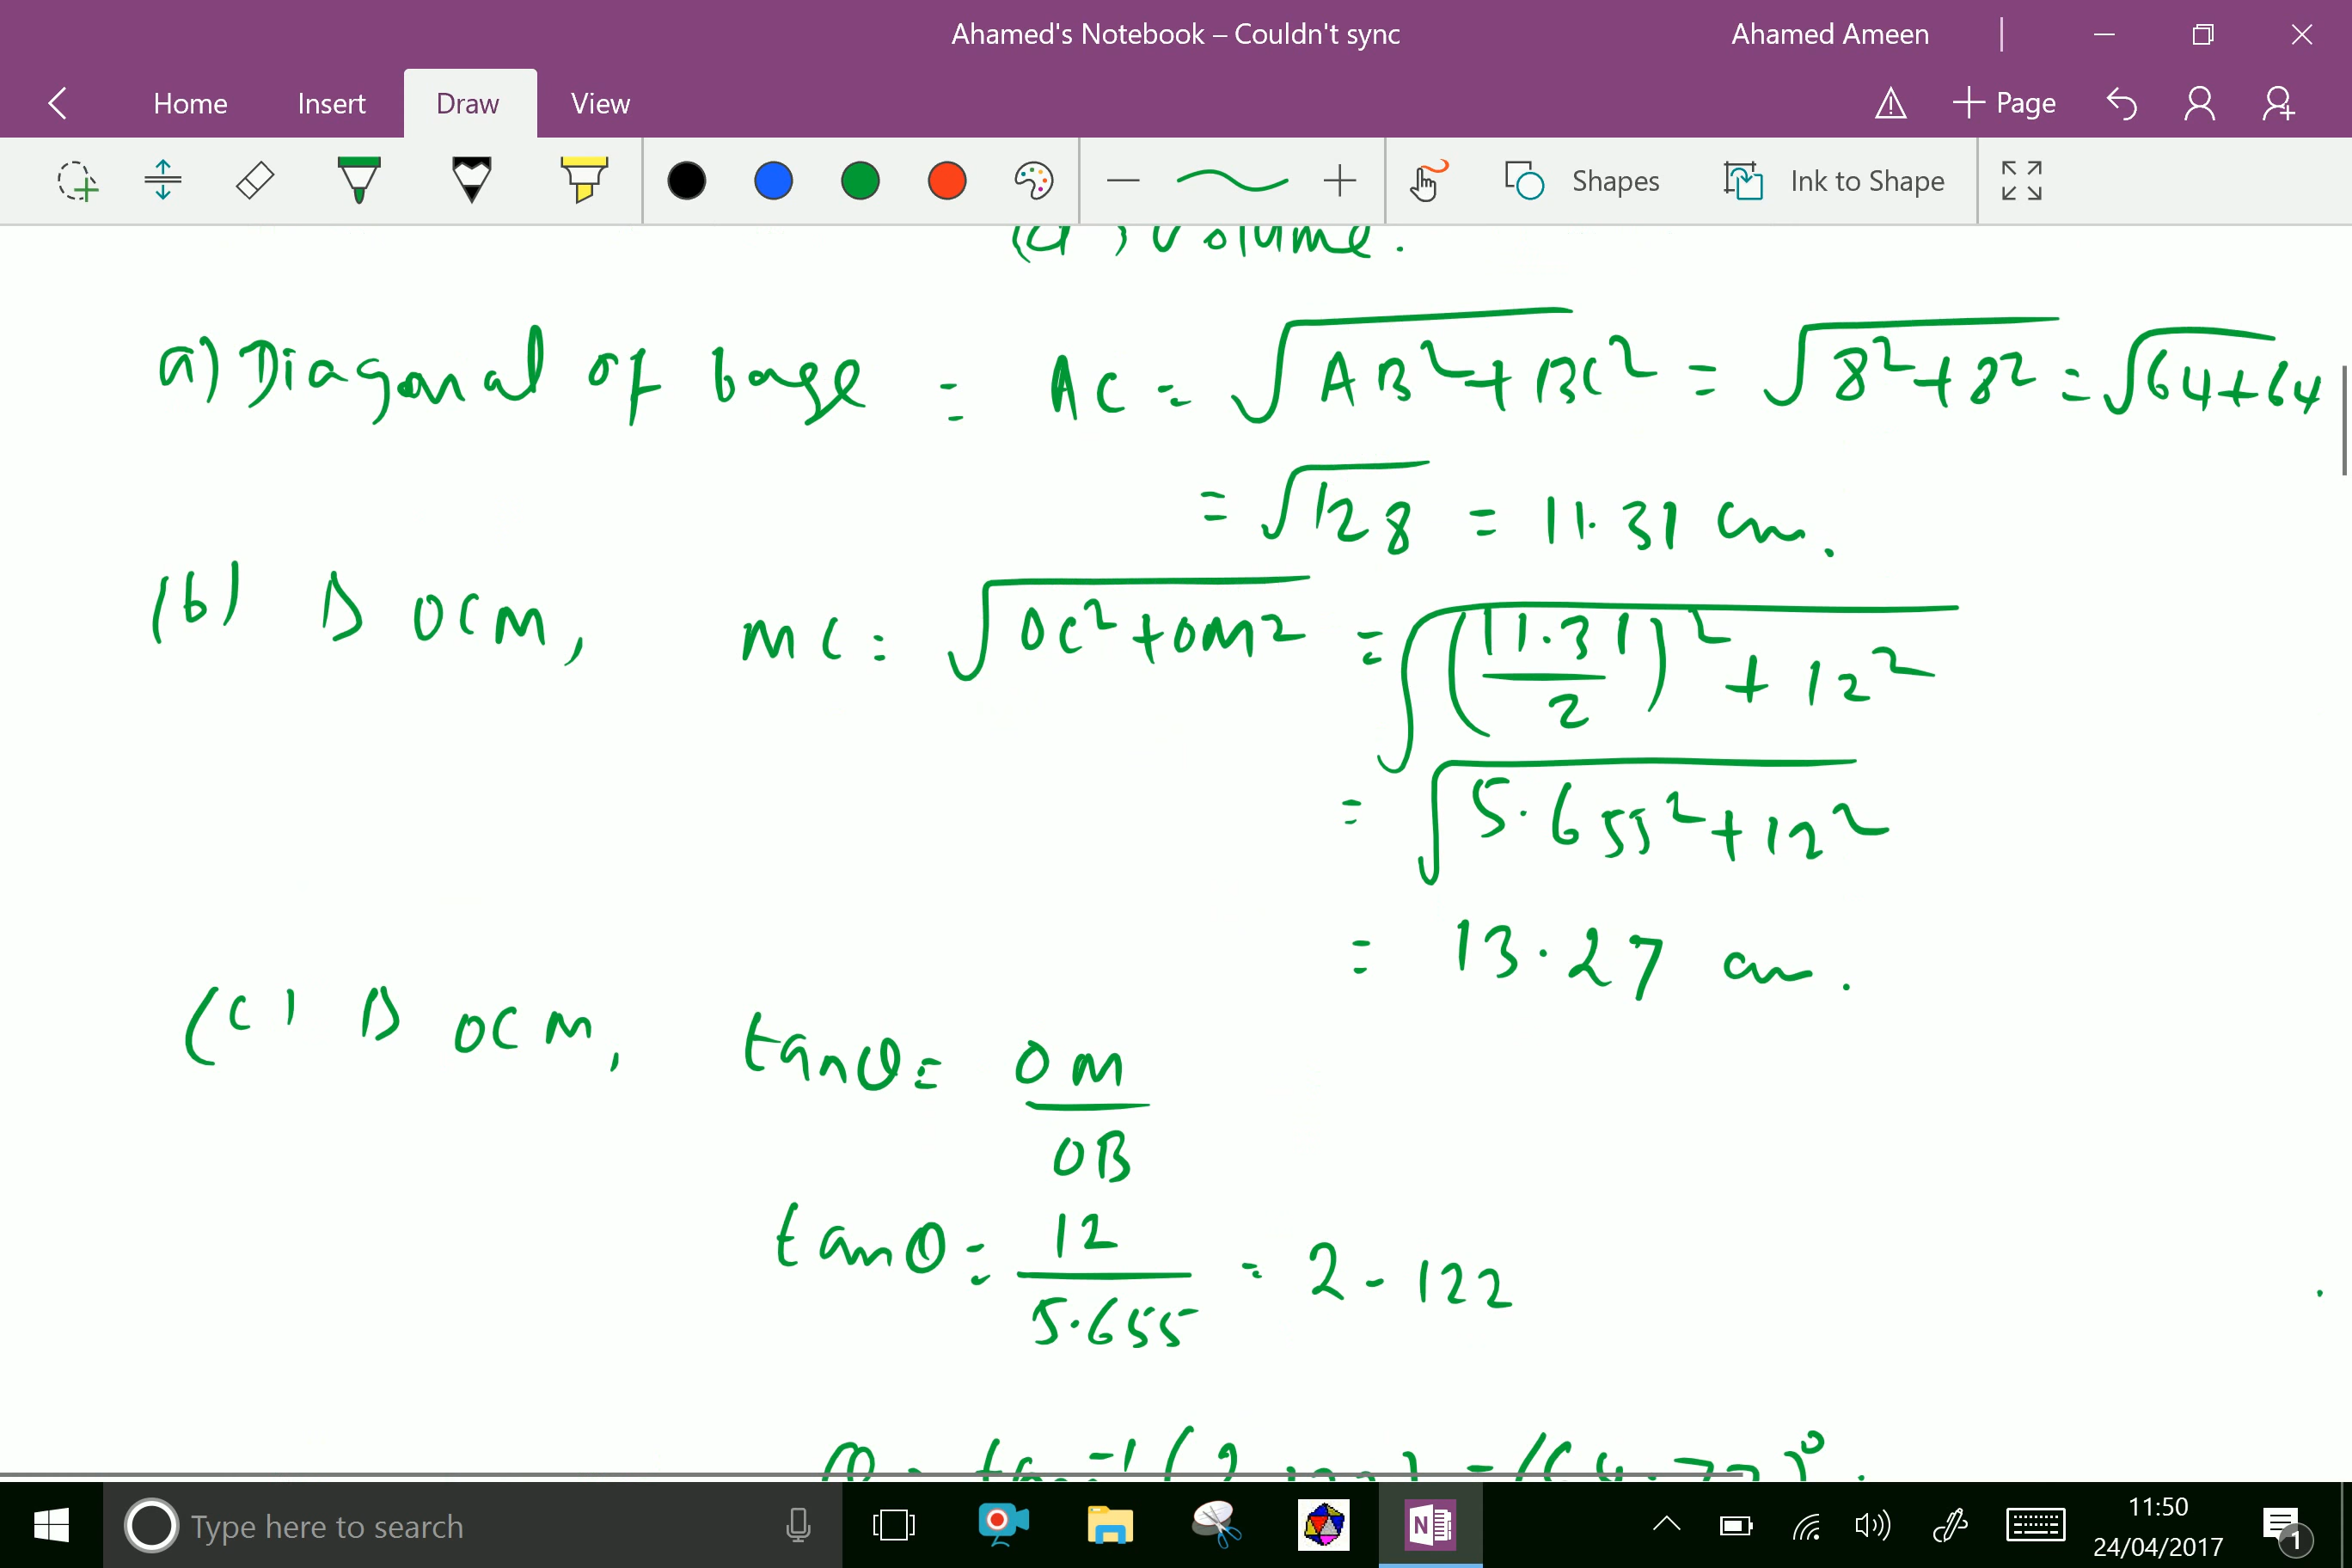 Ahamed's Notebook – Couldn't sync
Ahamed Ameen
Home Insert Draw View
Page
Shapes
Ink to Shape
(d) Volume.
a) Diagonal of base = AC = √(AB² + BC²) = √(8² + 8²) = √(64+64)
= √128 = 11.31 cm.
(b) Δ OCM, MC = √(OC² + OM²) = √((11.31/2)² + 12²)
= √(5.655² + 12²)
= 13.27 cm.
(c) Δ OCM, tanθ = OM/OB
tanθ = 12/5.655 = 2.122
Type here to search
11:50
24/04/2017
1